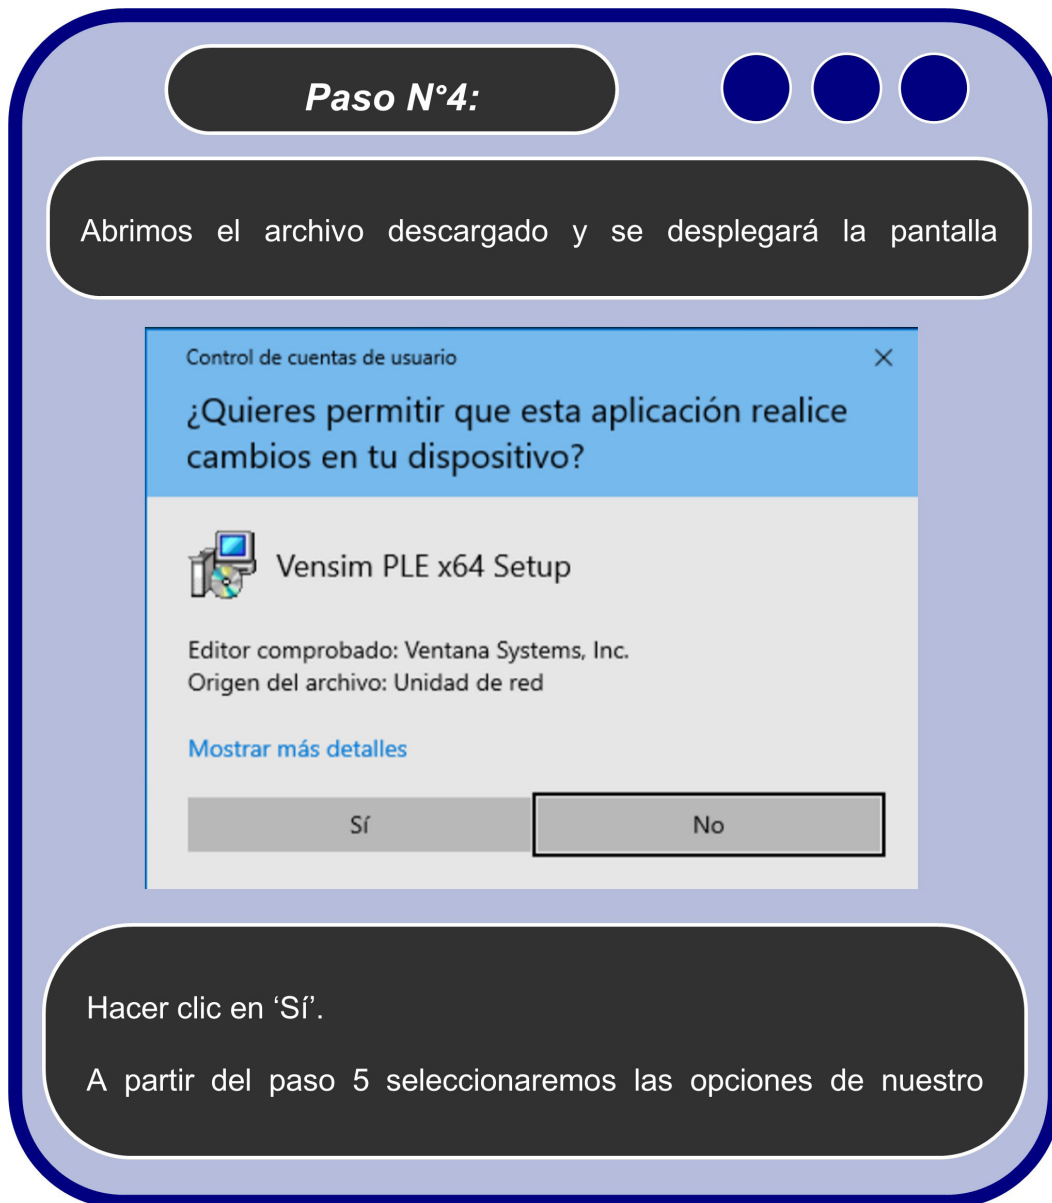 Paso N°4:
Abrimos el archivo descargado y se desplegará la pantalla
Control de cuentas de usuario
¿Quieres permitir que esta aplicación realice
cambios en tu dispositivo?
Vensim PLE x64 Setup
Editor comprobado: Ventana Systems, Inc.
Origen del archivo: Unidad de red
Mostrar más detalles
Sí
No
Hacer clic en ‘Sí’.
A partir del paso 5 seleccionaremos las opciones de nuestro